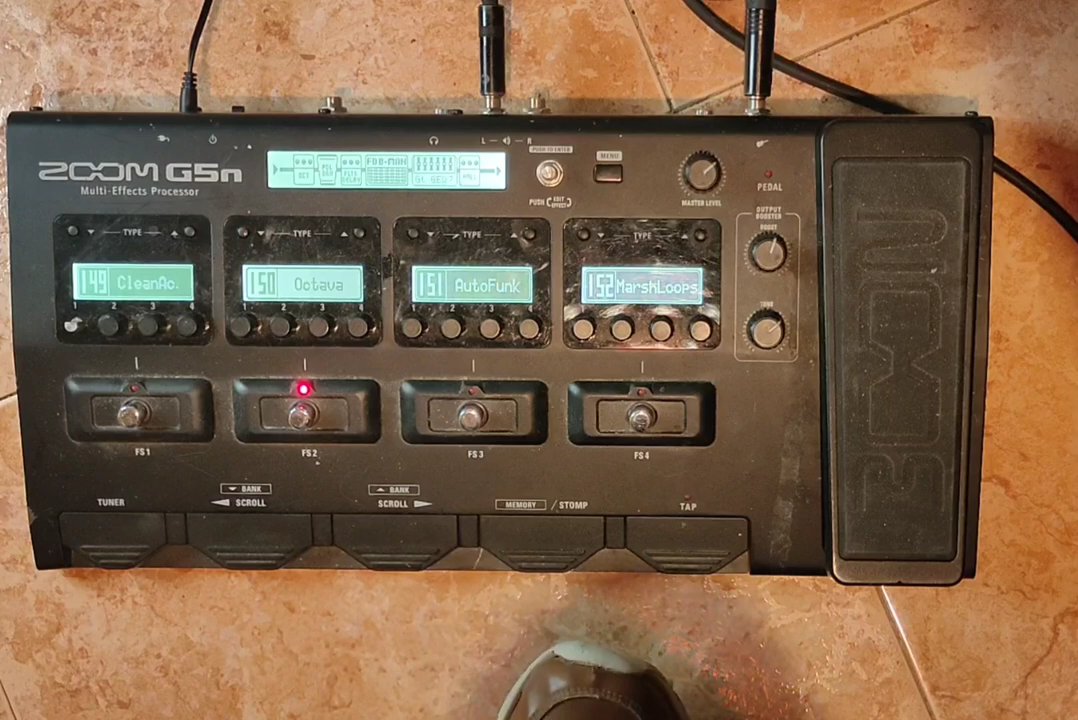 L R
PUSH TO ENTER
MENU
ZOOM G5n
Multi-Effects Processor
OCT FDB-MAN
PUSH EDIT EFFECT
MASTER LEVEL
PEDAL
OUTPUT BOOSTER
BOOST
TYPE TYPE TYPE TYPE
149 CleanAc.
150 Octava
151 AutoFunk
152 MarshLoops
1 2 3 4
1 2 3 4
1 2 3 4
1 2 3 4
TONE
FS1 FS2 FS3 FS4
TUNER
BANK
SCROLL
BANK
SCROLL
MEMORY / STOMP
TAP
ZOOM